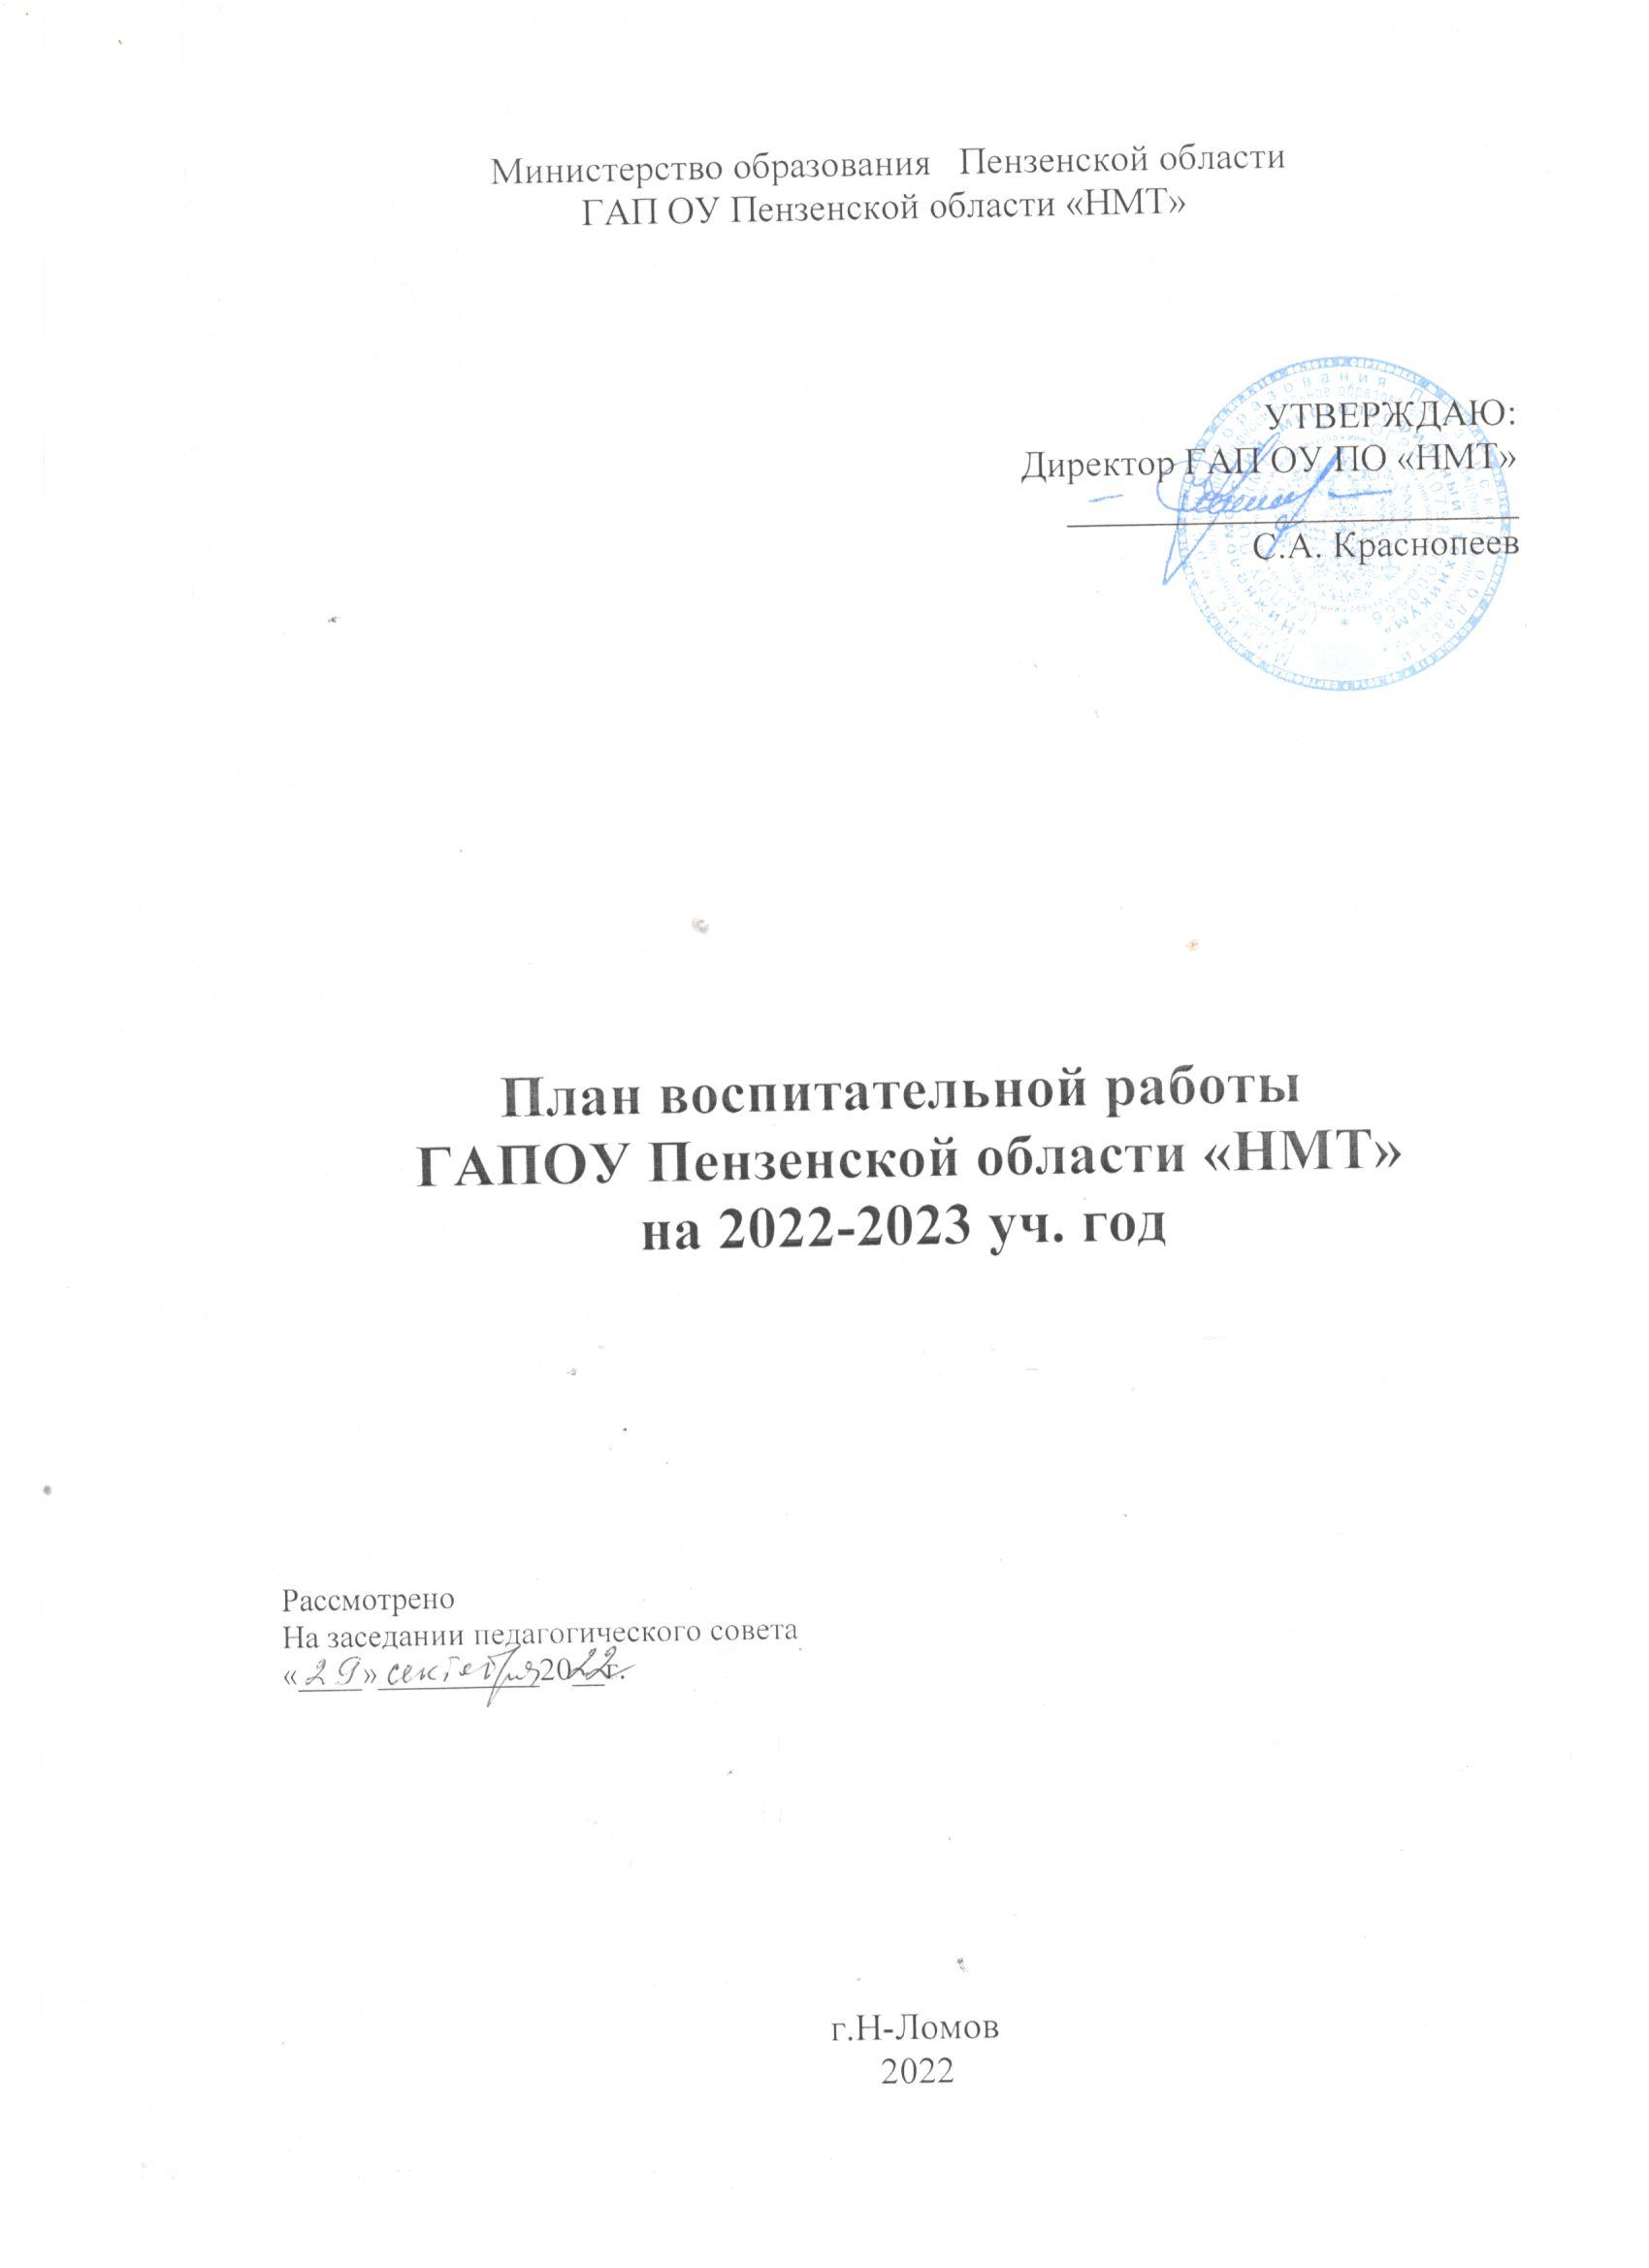 Министерство образования Пензенской области
ГАП ОУ Пензенской области «НМТ»
УТВЕРЖДАЮ:
Директор ГАП ОУ ПО «НМТ»
С.А. Краснопеев
План воспитательной работы
ГАПОУ Пензенской области «НМТ»
на 2022-2023 уч. год
Рассмотрено
На заседании педагогического совета
«29» сентября 2022г.
г.Н-Ломов
2022